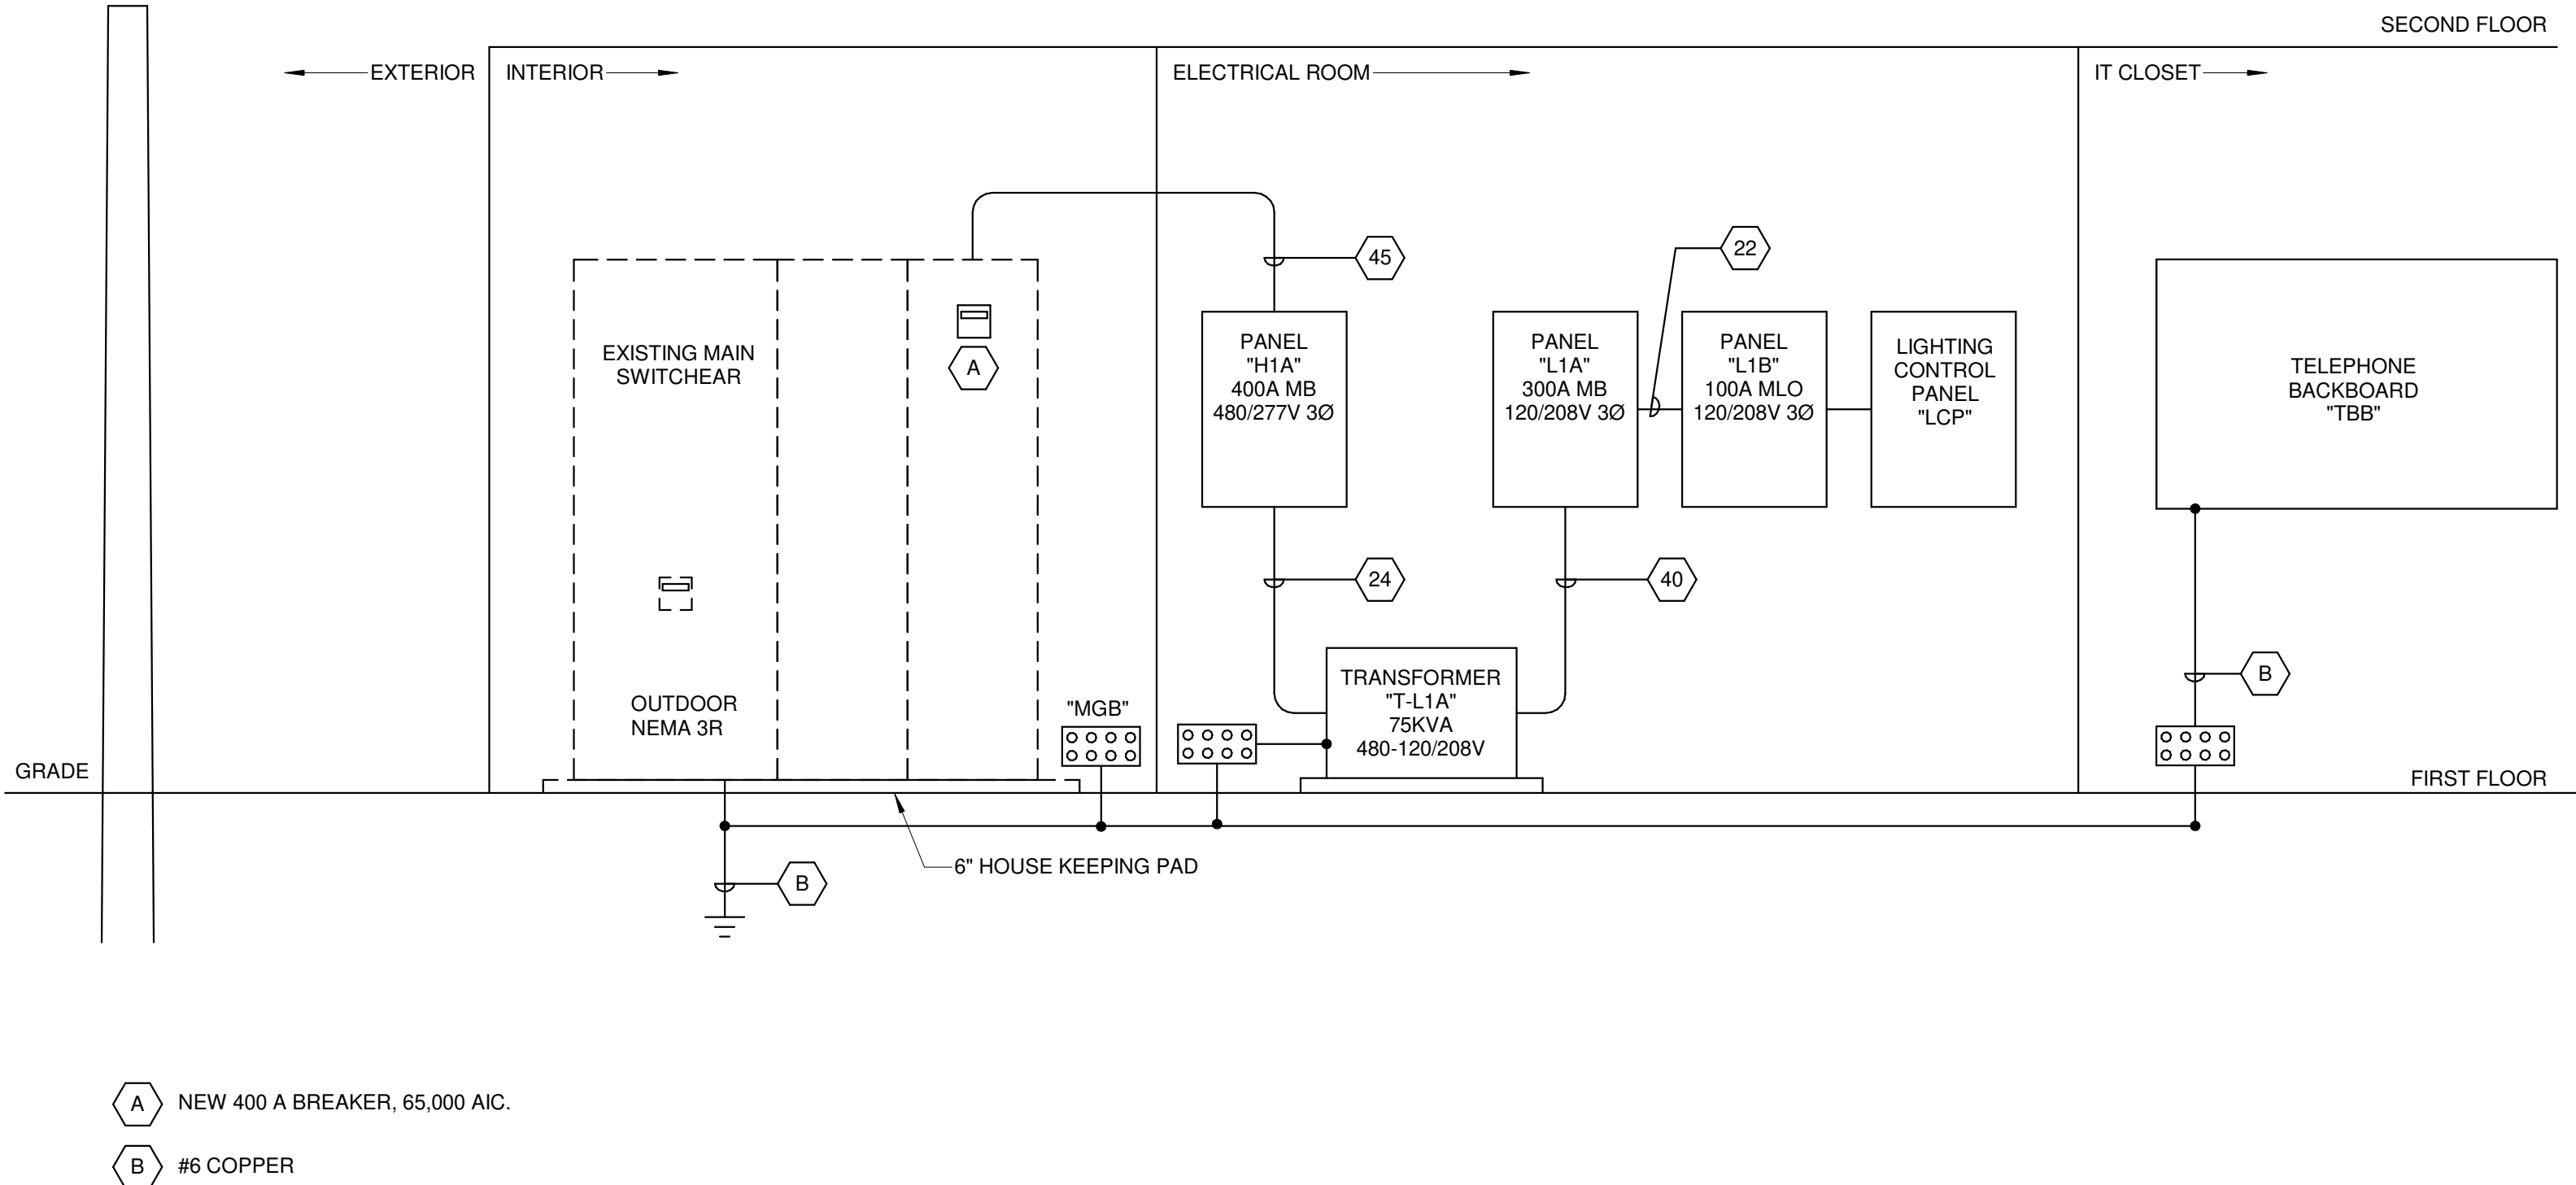 SECOND FLOOR
EXTERIOR
INTERIOR
ELECTRICAL ROOM
IT CLOSET
45
22
A
EXISTING MAIN
SWITCHEAR
PANEL
"H1A"
400A MB
480/277V 3Ø
PANEL
"L1A"
300A MB
120/208V 3Ø
PANEL
"L1B"
100A MLO
120/208V 3Ø
LIGHTING
CONTROL
PANEL
"LCP"
TELEPHONE
BACKBOARD
"TBB"
24
40
OUTDOOR
NEMA 3R
"MGB"
TRANSFORMER
"T-L1A"
75KVA
480-120/208V
B
GRADE
FIRST FLOOR
6" HOUSE KEEPING PAD
B
A NEW 400 A BREAKER, 65,000 AIC.
B #6 COPPER